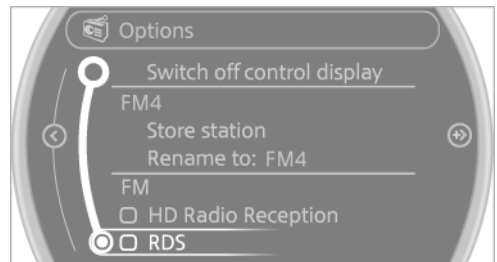 Options
Switch off control display
FM4
Store station
Rename to: FM4
FM
HD Radio Reception
RDS